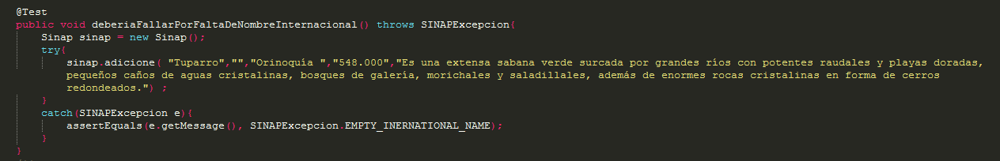 @Test
public void deberiaFallarPorFaltaDeNombreInternacional() throws SINAPExcepcion{
Sinap sinap = new Sinap();
try{
sinap.adicione( "Tuparro","","Orinoquía ","548.000","Es una extensa sabana verde surcada por grandes ríos con potentes raudales y playas doradas,
pequeños caños de aguas cristalinas, bosques de galería, morichales y saladillales, además de enormes rocas cristalinas en forma de cerros
redondeados.") ;
}
catch(SINAPExcepcion e){
assertEquals(e.getMessage(), SINAPExcepcion.EMPTY_INERNATIONAL_NAME);
}
}